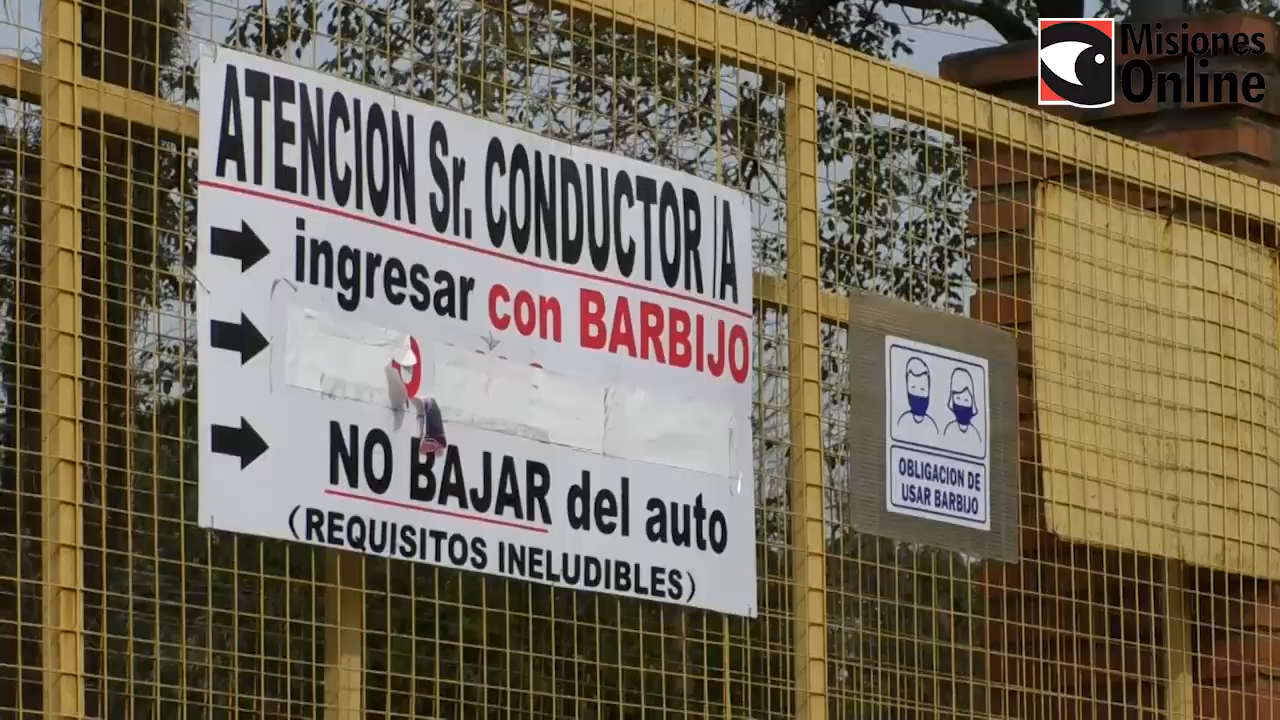 Misiones
Online
ATENCION Sr. CONDUCTOR /A
ingresar con BARBIJO
NO BAJAR del auto
(REQUISITOS INELUDIBLES)
OBLIGACION DE
USAR BARBIJO